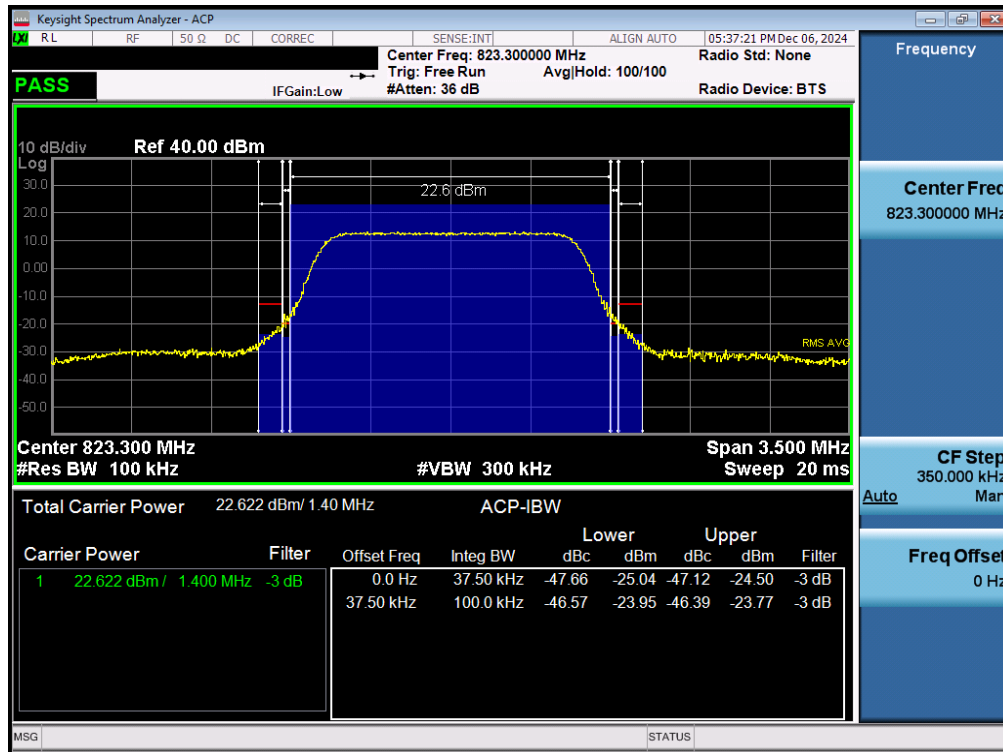 Keysight Spectrum Analyzer - ACP
LXI RL RF 50 Ω DC CORREC SENSE:INT ALIGN AUTO 05:37:21 PM Dec 06, 2024
Center Freq: 823.300000 MHz Radio Std: None
Trig: Free Run Avg|Hold: 100/100
PASS IFGain:Low #Atten: 36 dB Radio Device: BTS
10 dB/div Ref 40.00 dBm
Log
30.0
22.6 dBm
20.0
10.0
0.00
-10.0
-20.0
-30.0
RMS AVG
-40.0
-50.0
Center 823.300 MHz Span 3.500 MHz
#Res BW 100 kHz #VBW 300 kHz Sweep 20 ms
Total Carrier Power 22.622 dBm/ 1.40 MHz ACP-IBW
Lower Upper
Carrier Power Filter Offset Freq Integ BW dBc dBm dBc dBm Filter
1 22.622 dBm / 1.400 MHz -3 dB 0.0 Hz 37.50 kHz -47.66 -25.04 -47.12 -24.50 -3 dB
37.50 kHz 100.0 kHz -46.57 -23.95 -46.39 -23.77 -3 dB
MSG STATUS
Frequency
Center Freq
823.300000 MHz
CF Step
350.000 kHz
Auto Man
Freq Offset
0 Hz